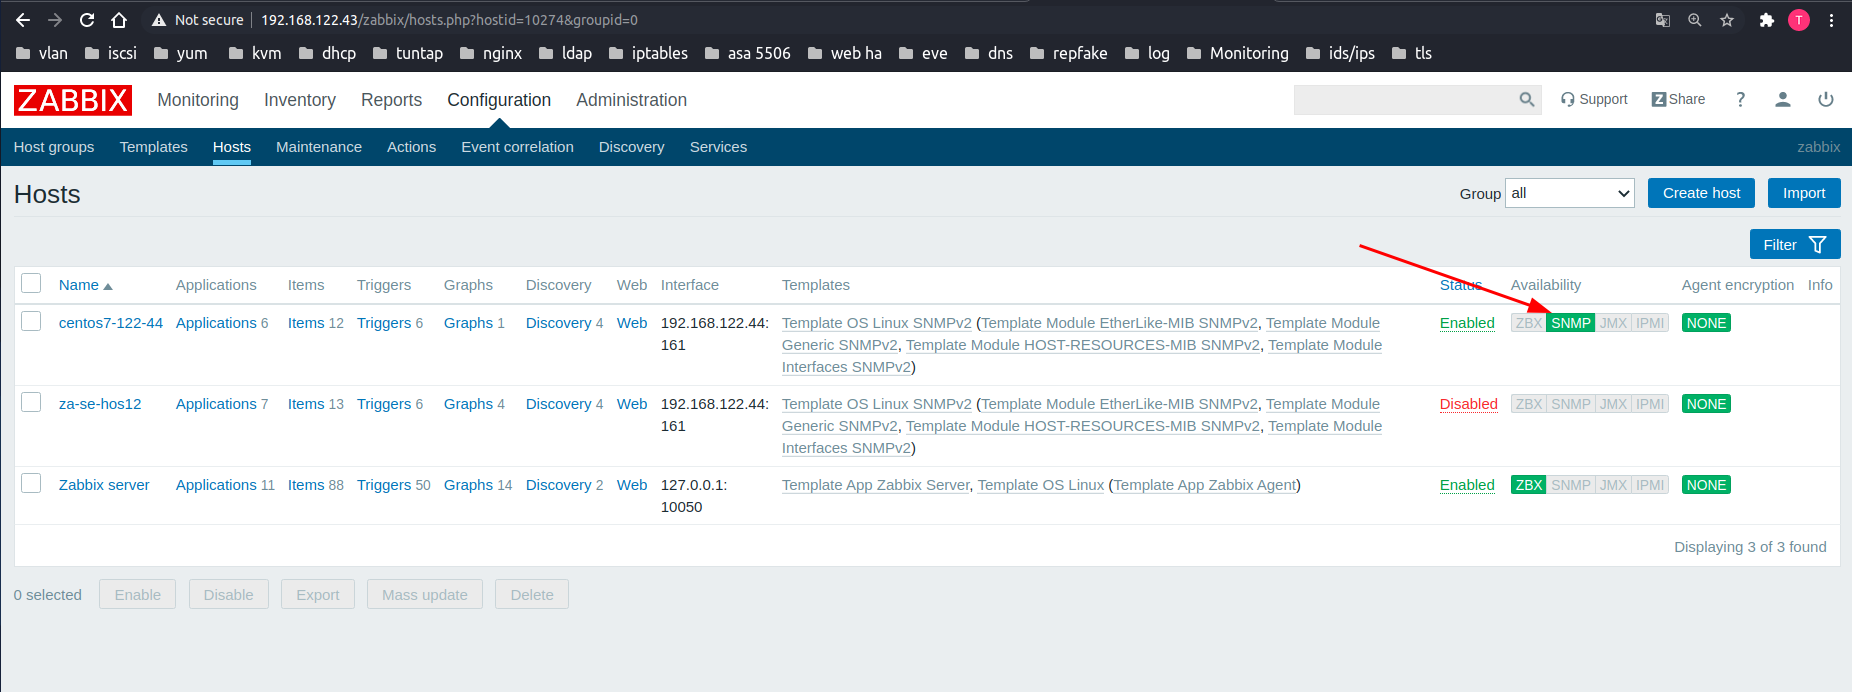 Not secure 192.168.122.43/zabbix/hosts.php?hostid=10274&groupid=0 T
vlan iscsi yum kvm dhcp tuntap nginx ldap iptables asa 5506 web ha eve dns repfake log Monitoring ids/ips tls
ZABBIX Monitoring Inventory Reports Configuration Administration Support Z Share ?
Host groups Templates Hosts Maintenance Actions Event correlation Discovery Services zabbix
Hosts Group all Create host Import
Filter
Name Applications Items Triggers Graphs Discovery Web Interface Templates Status Availability Agent encryption Info
centos7-122-44 Applications 6 Items 12 Triggers 6 Graphs 1 Discovery 4 Web 192.168.122.44: Template OS Linux SNMPv2 (Template Module EtherLike-MIB SNMPv2, Template Module Enabled ZBX SNMP JMX IPMI NONE
161 Generic SNMPv2, Template Module HOST-RESOURCES-MIB SNMPv2, Template Module
Interfaces SNMPv2)
za-se-hos12 Applications 7 Items 13 Triggers 6 Graphs 4 Discovery 4 Web 192.168.122.44: Template OS Linux SNMPv2 (Template Module EtherLike-MIB SNMPv2, Template Module Disabled ZBX SNMP JMX IPMI NONE
161 Generic SNMPv2, Template Module HOST-RESOURCES-MIB SNMPv2, Template Module
Interfaces SNMPv2)
Zabbix server Applications 11 Items 88 Triggers 50 Graphs 14 Discovery 2 Web 127.0.0.1: Template App Zabbix Server, Template OS Linux (Template App Zabbix Agent) Enabled ZBX SNMP JMX IPMI NONE
10050
Displaying 3 of 3 found
0 selected Enable Disable Export Mass update Delete